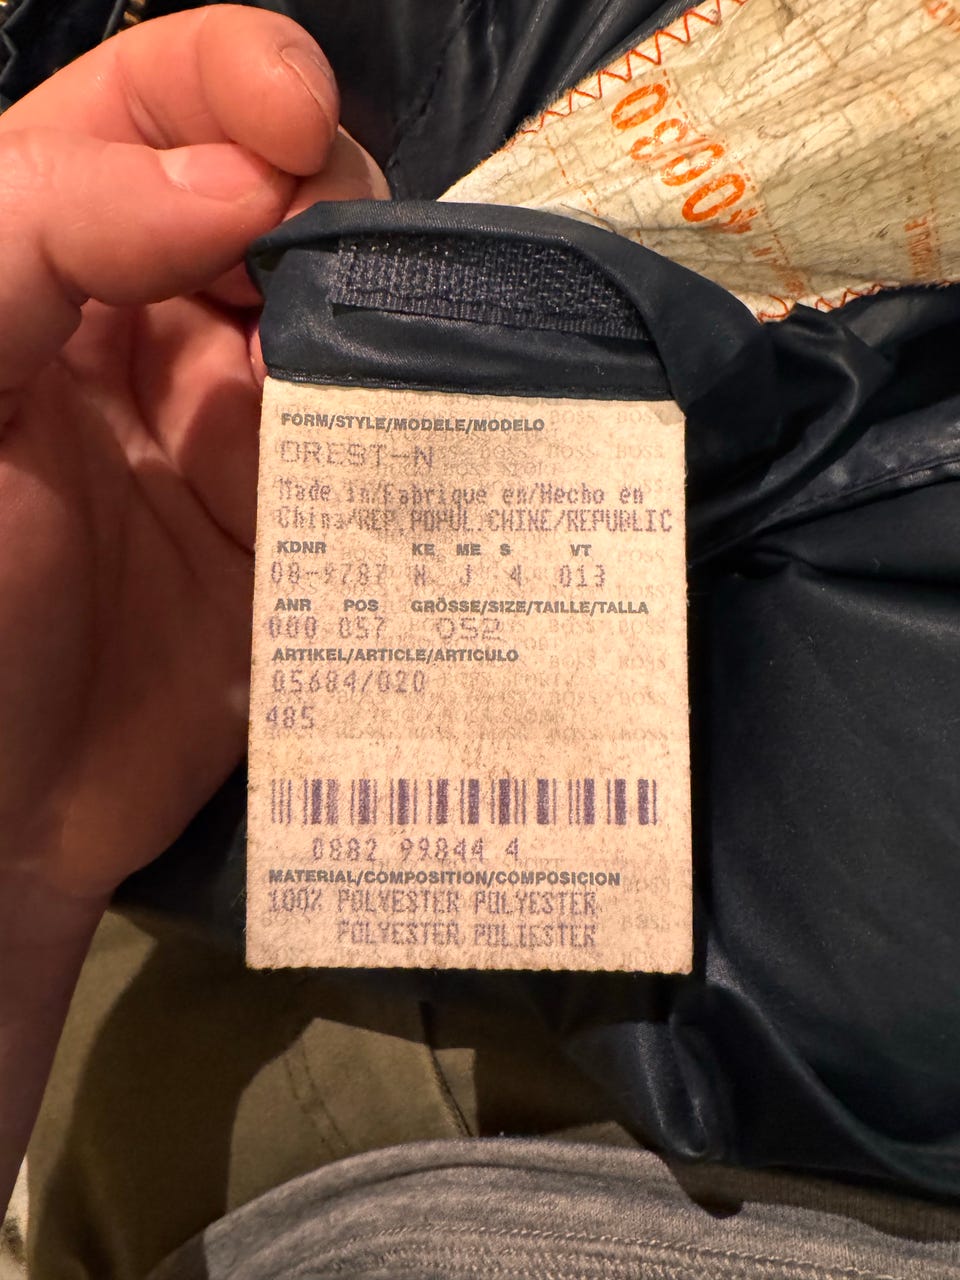 0800
FORM/STYLE/MODELE/MODELO
OREST-N
Made in/Fabrique en/Hecho en
China/REP.POPUL.CHINE/REPUBLIC
KDNR KE ME S VT
08-9787 N J 4 013
ANR POS GRÖSSE/SIZE/TAILLE/TALLA
000 057 052
ARTIKEL/ARTICLE/ARTICULO
05684/020
485
0882 99844 4
MATERIAL/COMPOSITION/COMPOSICION
100% POLYESTER POLYESTER
POLYESTER POLIESTER